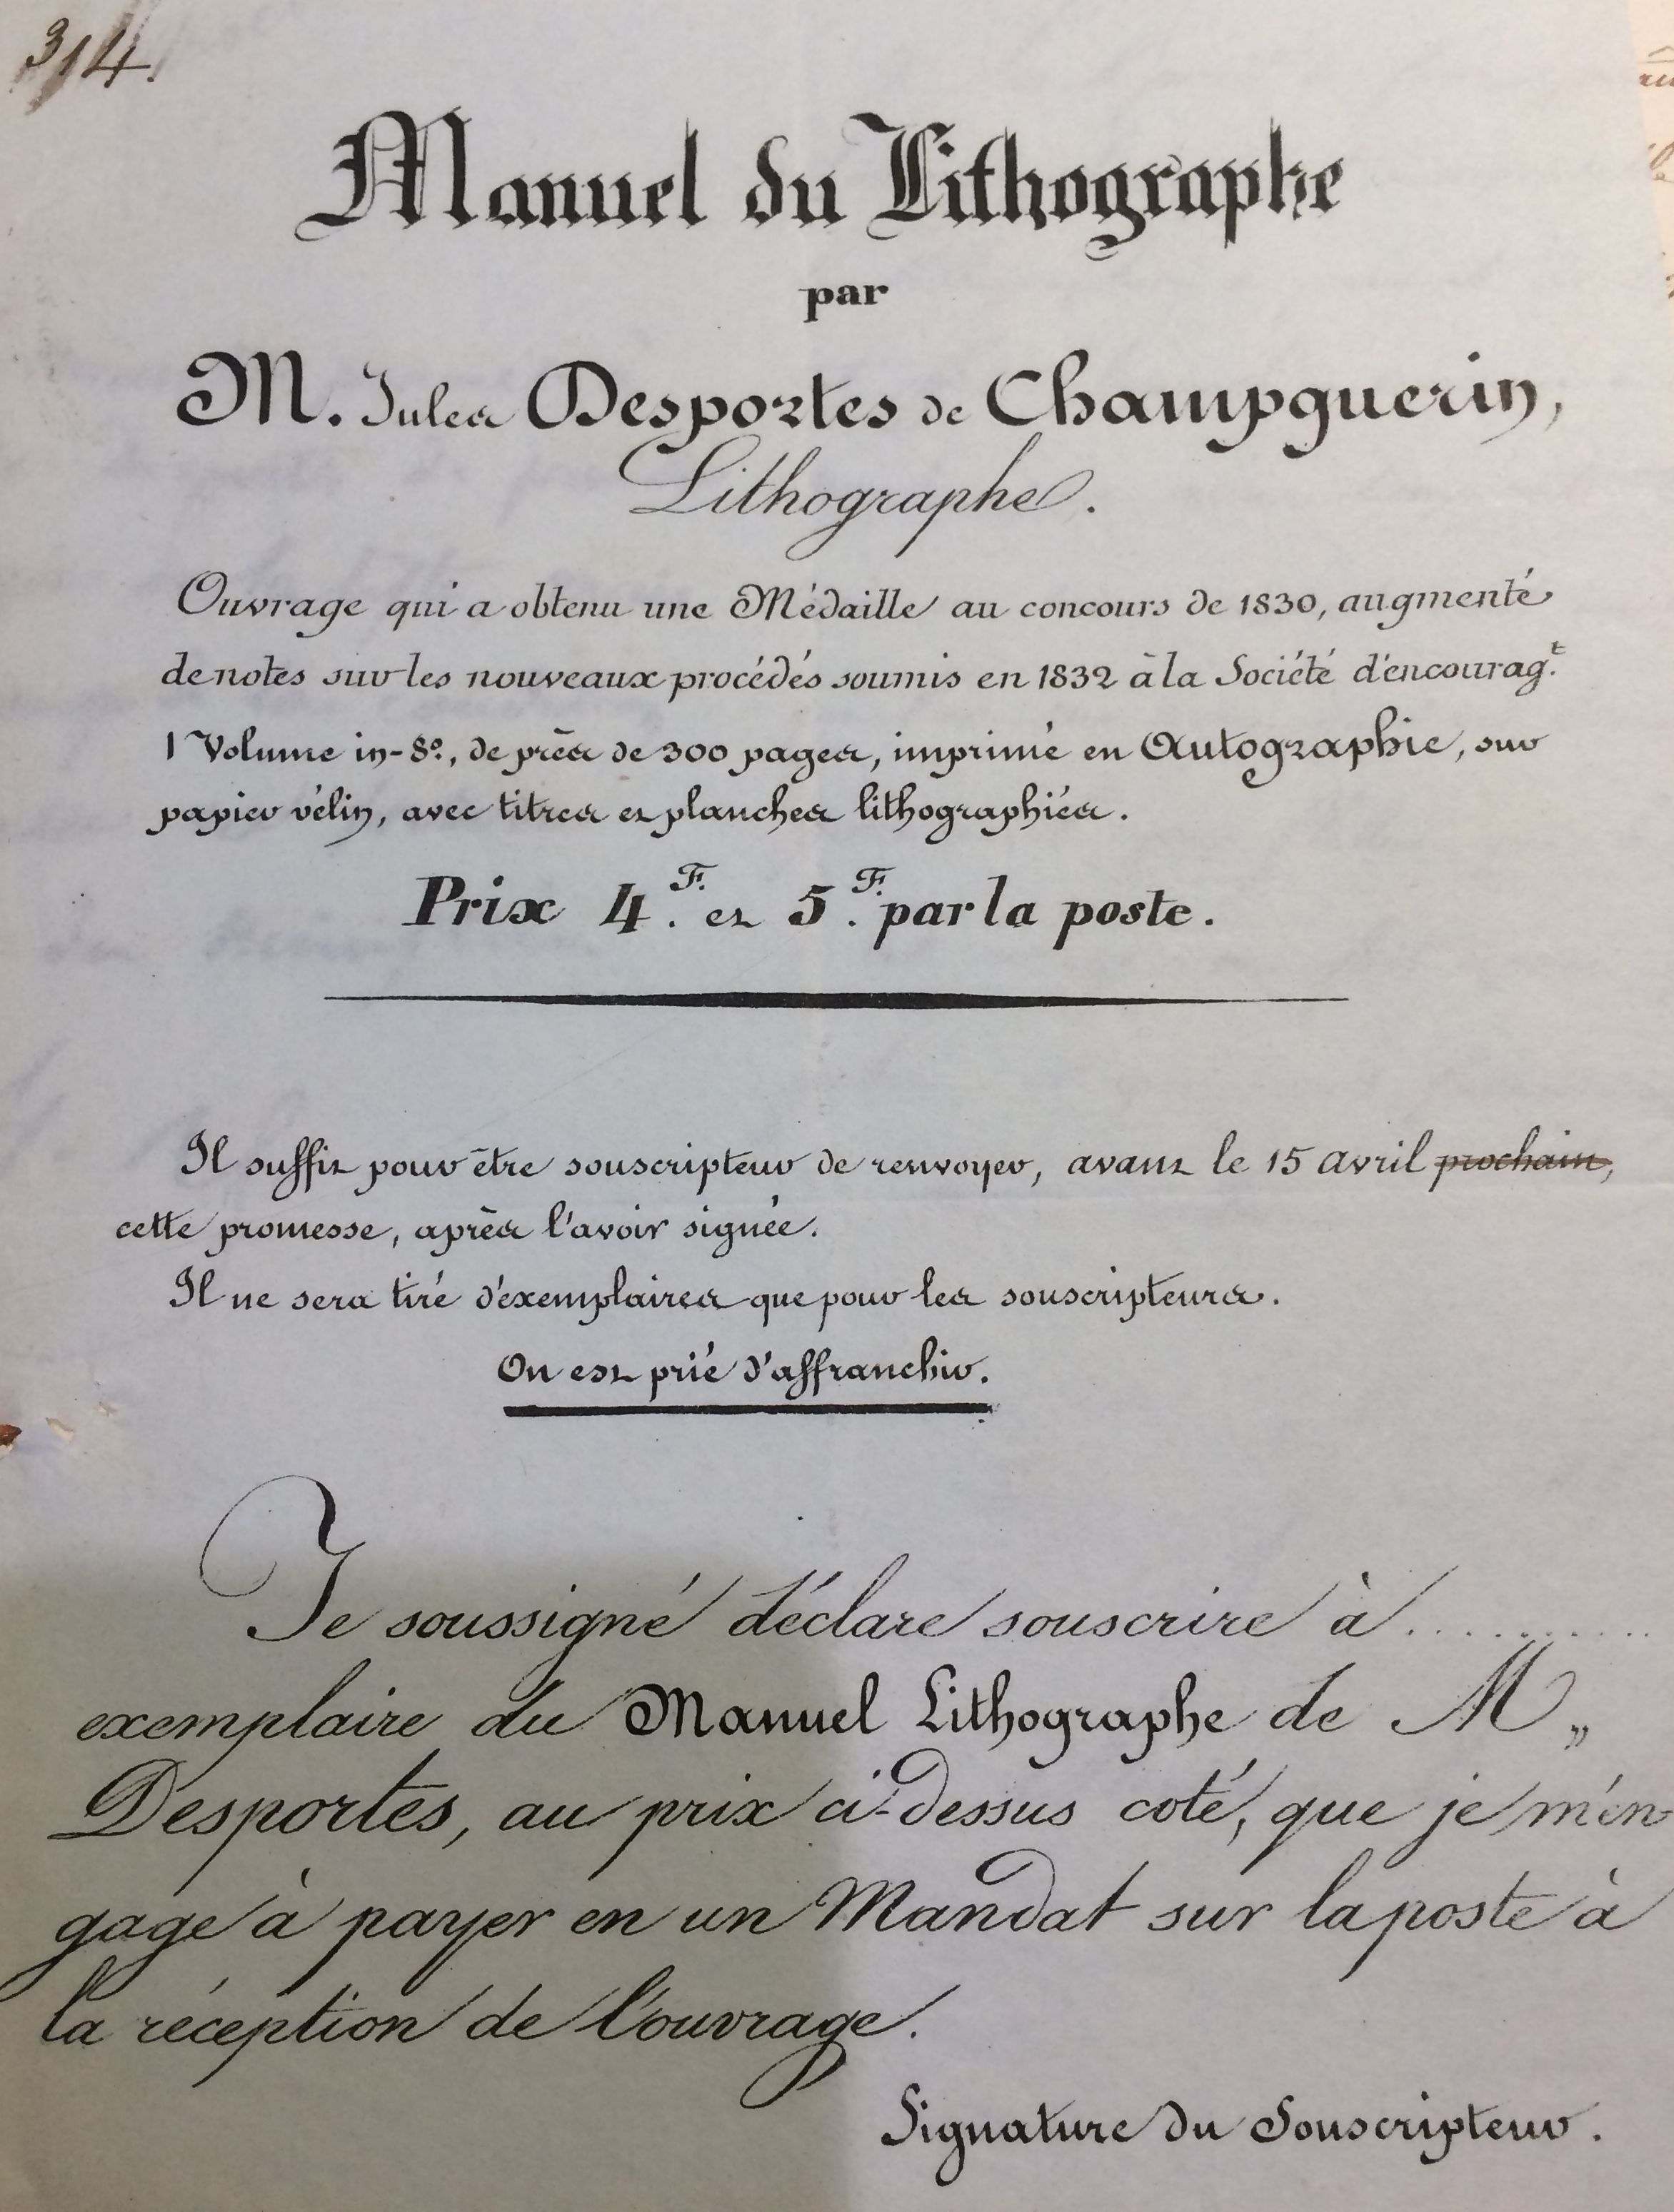 314.
Manuel du Lithographe
par
M. Jules Desportes de Champguerin,
Lithographe.
Ouvrage qui a obtenu une Médaille au concours de 1830, augmenté
de notes sur les nouveaux procédés soumis en 1832 à la Société d'encouragt.
1 Volume in-8º, de près de 300 pages, imprimé en Autographie, sur
papier vélin, avec titres et planches lithographiés.
Prix 4.F. et 5.F. par la poste.
Il suffit pour être souscripteur de renvoyer, avant le 15 avril prochain,
cette promesse, après l'avoir signée.
Il ne sera tiré d'exemplaires que pour les souscripteurs.
On est prié d'affranchir.
Je soussigné déclare souscrire à ...........
exemplaire du Manuel Lithographe de M„
Desportes, au prix ci-dessus coté, que je m'en-
gage à payer en un Mandat sur la poste à
la réception de l'ouvrage.
Signature du Souscripteur.